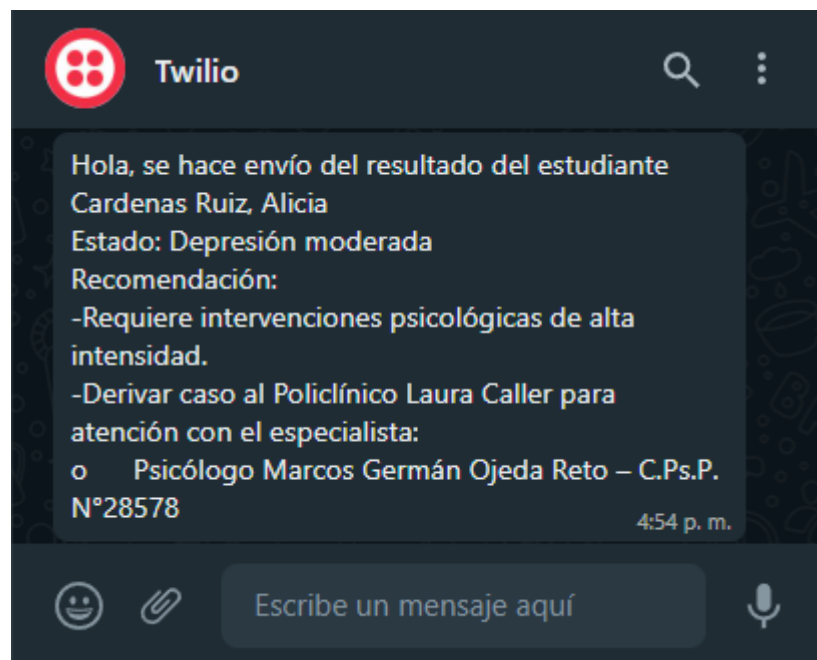 Twilio
Hola, se hace envío del resultado del estudiante
Cardenas Ruiz, Alicia
Estado: Depresión moderada
Recomendación:
-Requiere intervenciones psicológicas de alta
intensidad.
-Derivar caso al Policlínico Laura Caller para
atención con el especialista:
o Psicólogo Marcos Germán Ojeda Reto – C.Ps.P.
N°28578
4:54 p. m.
Escribe un mensaje aquí